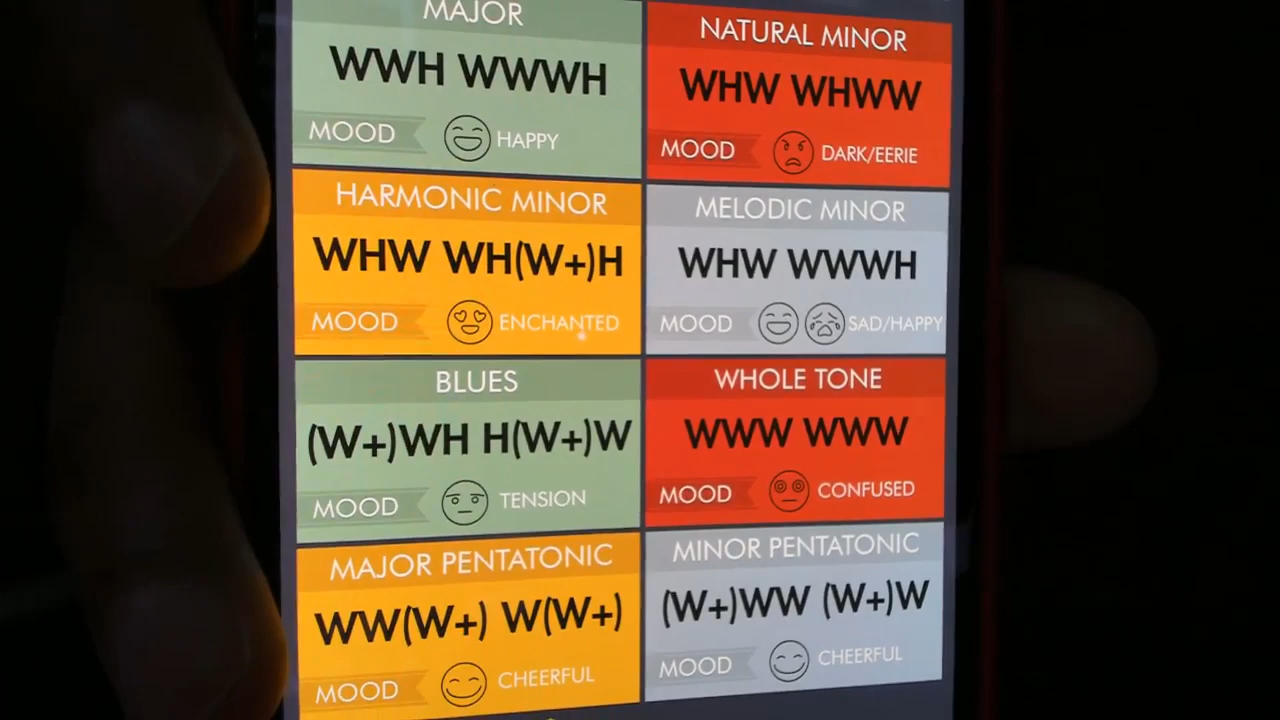 MAJOR
WWH WWWH
MOOD HAPPY
NATURAL MINOR
WHW WHWW
MOOD DARK/EERIE
HARMONIC MINOR
WHW WH(W+)H
MOOD ENCHANTED
MELODIC MINOR
WHW WWWH
MOOD SAD/HAPPY
BLUES
(W+)WH H(W+)W
MOOD TENSION
WHOLE TONE
WWW WWW
MOOD CONFUSED
MAJOR PENTATONIC
WW(W+) W(W+)
MOOD CHEERFUL
MINOR PENTATONIC
(W+)WW (W+)W
MOOD CHEERFUL